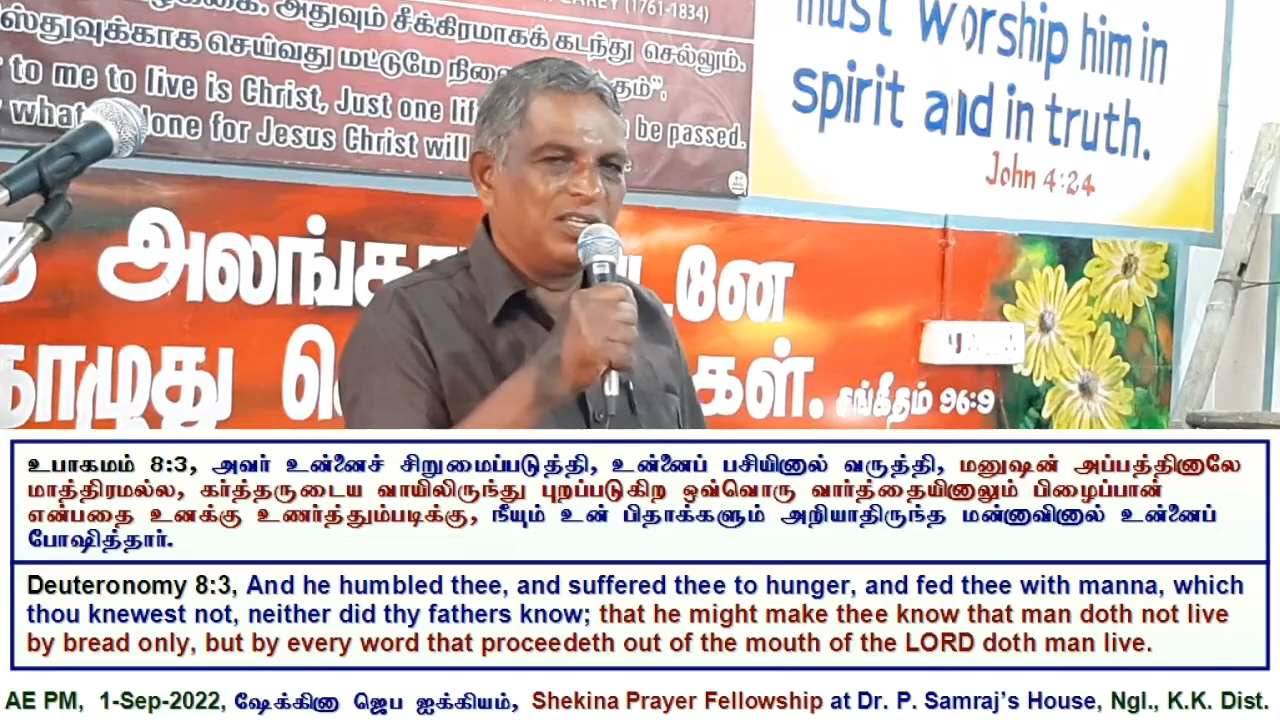 CAREY (1761-1834)
அதுவும் சீக்கிரமாகக் கடந்து செல்லும்.
செய்வது மட்டுமே
to me to live is Christ, Just one
be passed.
what done for Jesus Christ will
must worship him in
spirit and in truth.
John 4:24
சங்கீதம் 96:9
உபாகமம் 8:3, அவர் உன்னைச் சிறுமைப்படுத்தி, உன்னைப் பசியினால் வருத்தி, மனுஷன் அப்பத்தினாலே
மாத்திரமல்ல, கர்த்தருடைய வாயிலிருந்து புறப்படுகிற ஒவ்வொரு வார்த்தையினாலும் பிழைப்பான்
என்பதை உனக்கு உணர்த்தும்படிக்கு, நீயும் உன் பிதாக்களும் அறியாதிருந்த மன்னாவினால் உன்னைப்
போஷித்தார்.
Deuteronomy 8:3, And he humbled thee, and suffered thee to hunger, and fed thee with manna, which
thou knewest not, neither did thy fathers know; that he might make thee know that man doth not live
by bread only, but by every word that proceedeth out of the mouth of the LORD doth man live.
AE PM, 1-Sep-2022, ஷேக்கினா ஜெப ஐக்கியம், Shekina Prayer Fellowship at Dr. P. Samraj's House, Ngl., K.K. Dist.